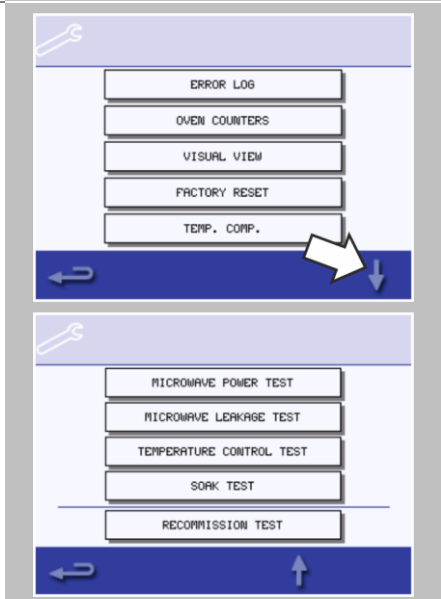 ERROR LOG
OVEN COUNTERS
VISUAL VIEW
FACTORY RESET
TEMP. COMP.
MICROWAVE POWER TEST
MICROWAVE LEAKAGE TEST
TEMPERATURE CONTROL TEST
SOAK TEST
RECOMMISSION TEST